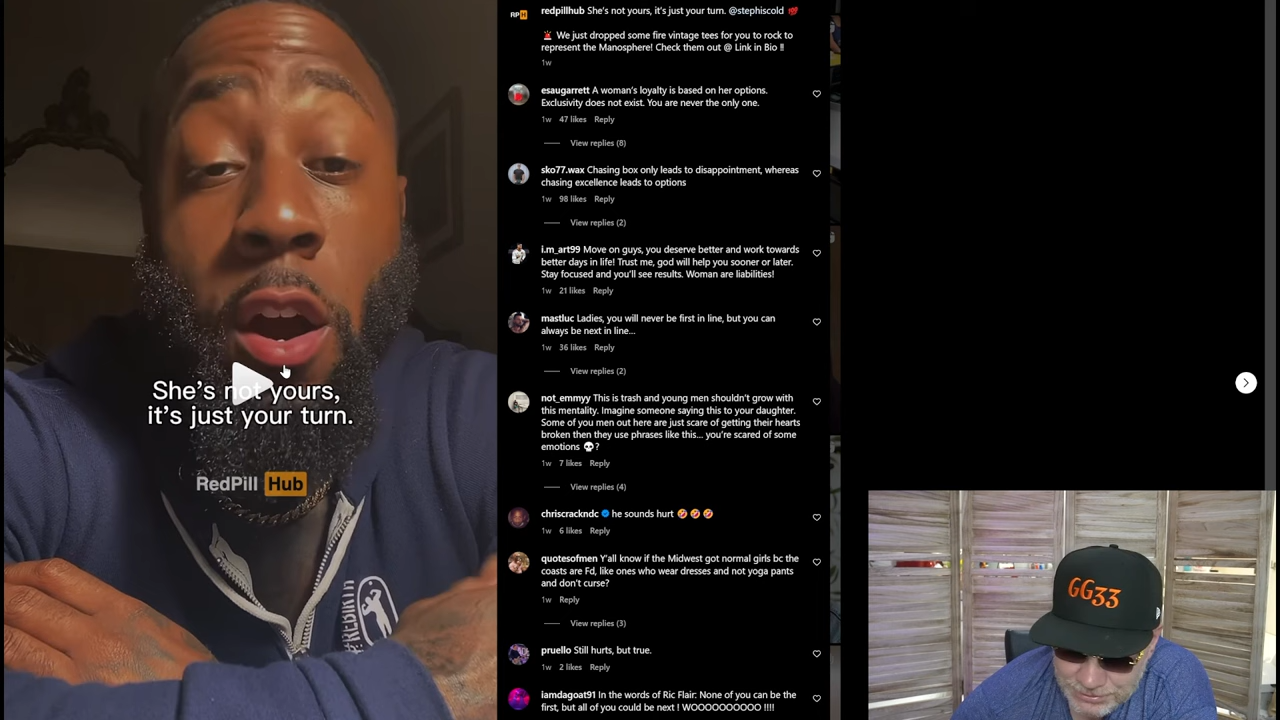 She's not yours,
it's just your turn.
RedPill Hub
#REBIRTH
RPH
redpillhub She's not yours, it's just your turn. @stephiscold 💯
🚨 We just dropped some fire vintage tees for you to rock to
represent the Manosphere! Check them out @ Link in Bio ‼
1w
esaugarrett A woman's loyalty is based on her options.
Exclusivity does not exist. You are never the only one.
1w 47 likes Reply
View replies (8)
sko77.wax Chasing box only leads to disappointment, whereas
chasing excellence leads to options
1w 98 likes Reply
View replies (2)
i.m_art99 Move on guys, you deserve better and work towards
better days in life! Trust me, god will help you sooner or later.
Stay focused and you'll see results. Woman are liabilities!
1w 21 likes Reply
mastluc Ladies, you will never be first in line, but you can
always be next in line...
1w 36 likes Reply
View replies (2)
not_emmyy This is trash and young men shouldn't grow with
this mentality. Imagine someone saying this to your daughter.
Some of you men out here are just scare of getting their hearts
broken then they use phrases like this... you're scared of some
emotions 💀?
1w 7 likes Reply
View replies (4)
chriscrackndc he sounds hurt 🤣🤣🤣
1w 6 likes Reply
quotesofmen Y'all know if the Midwest got normal girls bc the
coasts are Fd, like ones who wear dresses and not yoga pants
and don't curse?
1w Reply
View replies (3)
pruello Still hurts, but true.
1w 2 likes Reply
iamdagoat91 In the words of Ric Flair: None of you can be the
first, but all of you could be next ! WOOOOOOOOOO !!!!
GG33